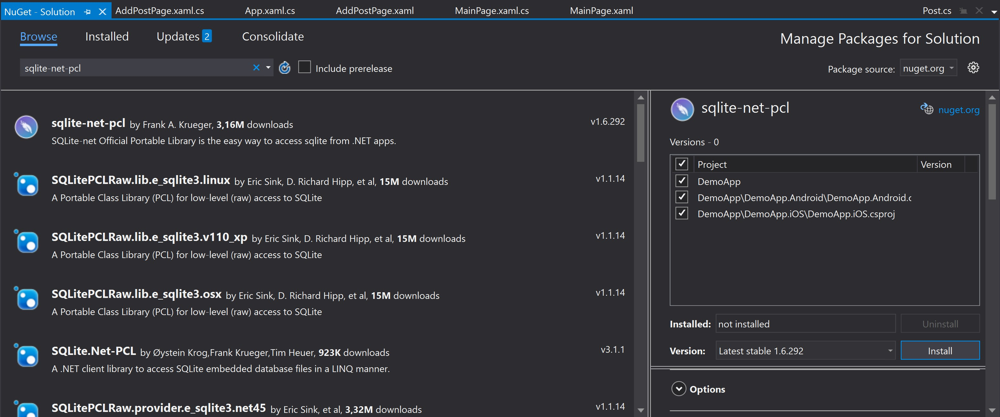 NuGet - Solution AddPostPage.xaml.cs App.xaml.cs AddPostPage.xaml MainPage.xaml.cs MainPage.xaml Post.cs
Browse Installed Updates 2 Consolidate
Manage Packages for Solution
sqlite-net-pcl
Include prerelease
Package source: nuget.org
sqlite-net-pcl by Frank A. Krueger, 3,16M downloads v1.6.292
SQLite-net Official Portable Library is the easy way to access sqlite from .NET apps.
SQLitePCLRaw.lib.e_sqlite3.linux by Eric Sink, D. Richard Hipp, et al, 15M downloads v1.1.14
A Portable Class Library (PCL) for low-level (raw) access to SQLite
SQLitePCLRaw.lib.e_sqlite3.v110_xp by Eric Sink, D. Richard Hipp, et al, 15M downloads v1.1.14
A Portable Class Library (PCL) for low-level (raw) access to SQLite
SQLitePCLRaw.lib.e_sqlite3.osx by Eric Sink, D. Richard Hipp, et al, 15M downloads v1.1.14
A Portable Class Library (PCL) for low-level (raw) access to SQLite
SQLite.Net-PCL by Øystein Krog,Frank Krueger,Tim Heuer, 923K downloads v3.1.1
A .NET client library to access SQLite embedded database files in a LINQ manner.
SQLitePCLRaw.provider.e_sqlite3.net45 by Eric Sink, et al, 3,32M downloads v1.1.14
sqlite-net-pcl nuget.org
Versions - 0
Project Version
DemoApp
DemoApp\DemoApp.Android\DemoApp.Android.c
DemoApp\DemoApp.iOS\DemoApp.iOS.csproj
Installed: not installed Uninstall
Version: Latest stable 1.6.292 Install
Options